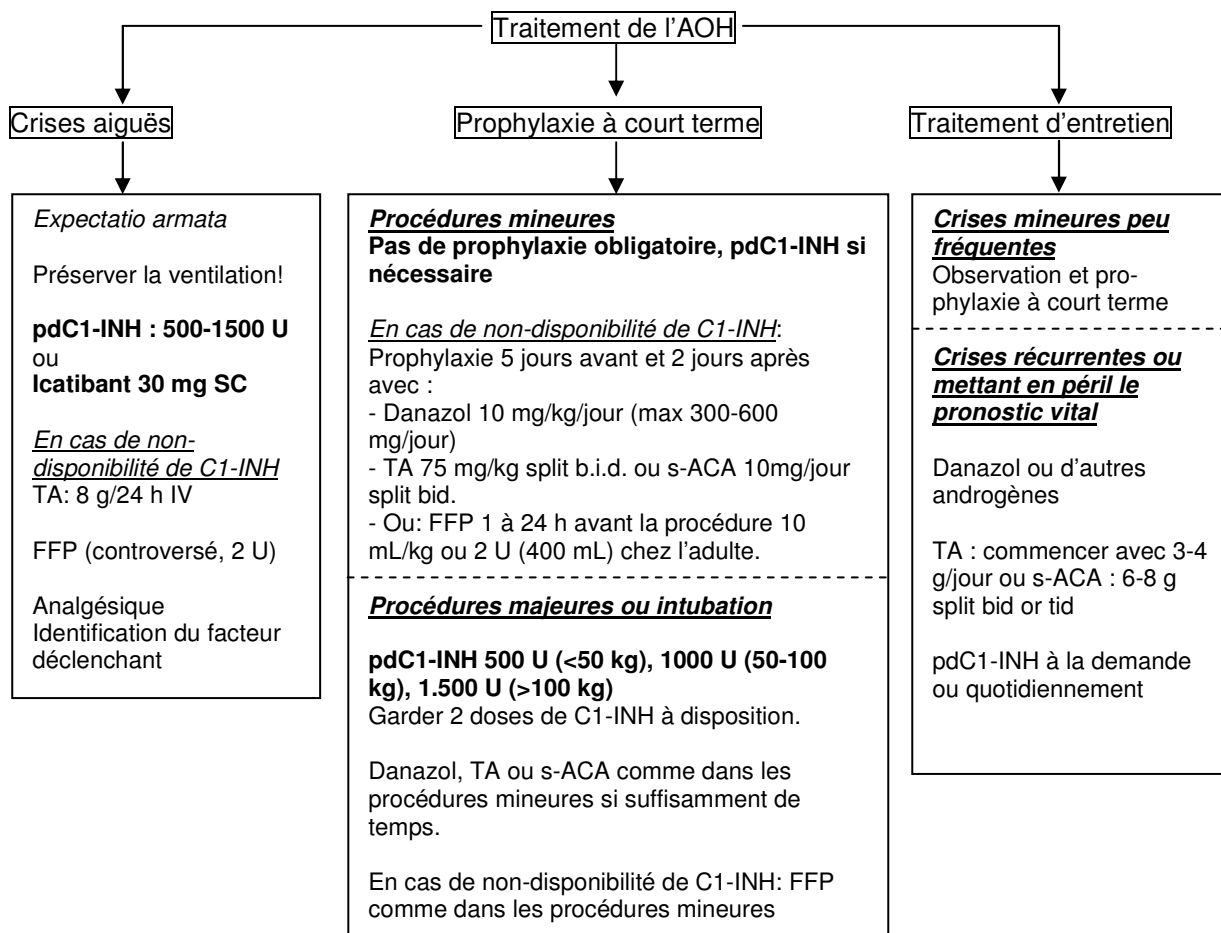 Traitement de l’AOH
Crises aiguës
Prophylaxie à court terme
Traitement d’entretien
Expectatio armata
Préserver la ventilation!
pdC1-INH : 500-1500 U
ou
Icatibant 30 mg SC
En cas de non-
disponibilité de C1-INH
TA: 8 g/24 h IV
FFP (controversé, 2 U)
Analgésique
Identification du facteur
déclenchant
Procédures mineures
Pas de prophylaxie obligatoire, pdC1-INH si
nécessaire
En cas de non-disponibilité de C1-INH:
Prophylaxie 5 jours avant et 2 jours après
avec :
- Danazol 10 mg/kg/jour (max 300-600
mg/jour)
- TA 75 mg/kg split b.i.d. ou s-ACA 10mg/jour
split bid.
- Ou: FFP 1 à 24 h avant la procédure 10
mL/kg ou 2 U (400 mL) chez l’adulte.
Procédures majeures ou intubation
pdC1-INH 500 U (<50 kg), 1000 U (50-100
kg), 1.500 U (>100 kg)
Garder 2 doses de C1-INH à disposition.
Danazol, TA ou s-ACA comme dans les
procédures mineures si suffisamment de
temps.
En cas de non-disponibilité de C1-INH: FFP
comme dans les procédures mineures
Crises mineures peu
fréquentes
Observation et pro-
phylaxie à court terme
Crises récurrentes ou
mettant en péril le
pronostic vital
Danazol ou d’autres
androgènes
TA : commencer avec 3-4
g/jour ou s-ACA : 6-8 g
split bid or tid
pdC1-INH à la demande
ou quotidiennement